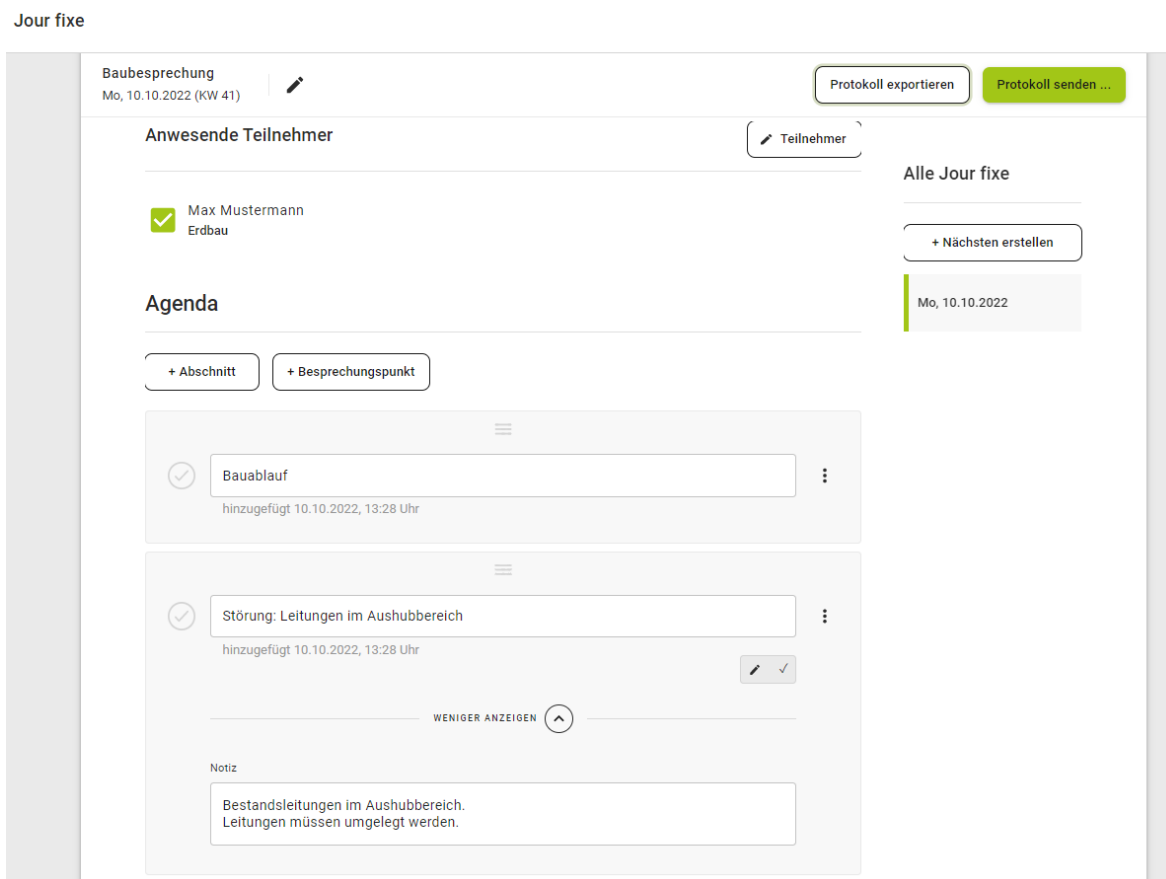 Jour fixe
Baubesprechung
Mo, 10.10.2022 (KW 41)
Protokoll exportieren
Protokoll senden ...
Anwesende Teilnehmer
Teilnehmer
Max Mustermann
Erdbau
Agenda
+ Abschnitt
+ Besprechungspunkt
Bauablauf
hinzugefügt 10.10.2022, 13:28 Uhr
Störung: Leitungen im Aushubbereich
hinzugefügt 10.10.2022, 13:28 Uhr
WENIGER ANZEIGEN
Notiz
Bestandsleitungen im Aushubbereich.
Leitungen müssen umgelegt werden.
Alle Jour fixe
+ Nächsten erstellen
Mo, 10.10.2022